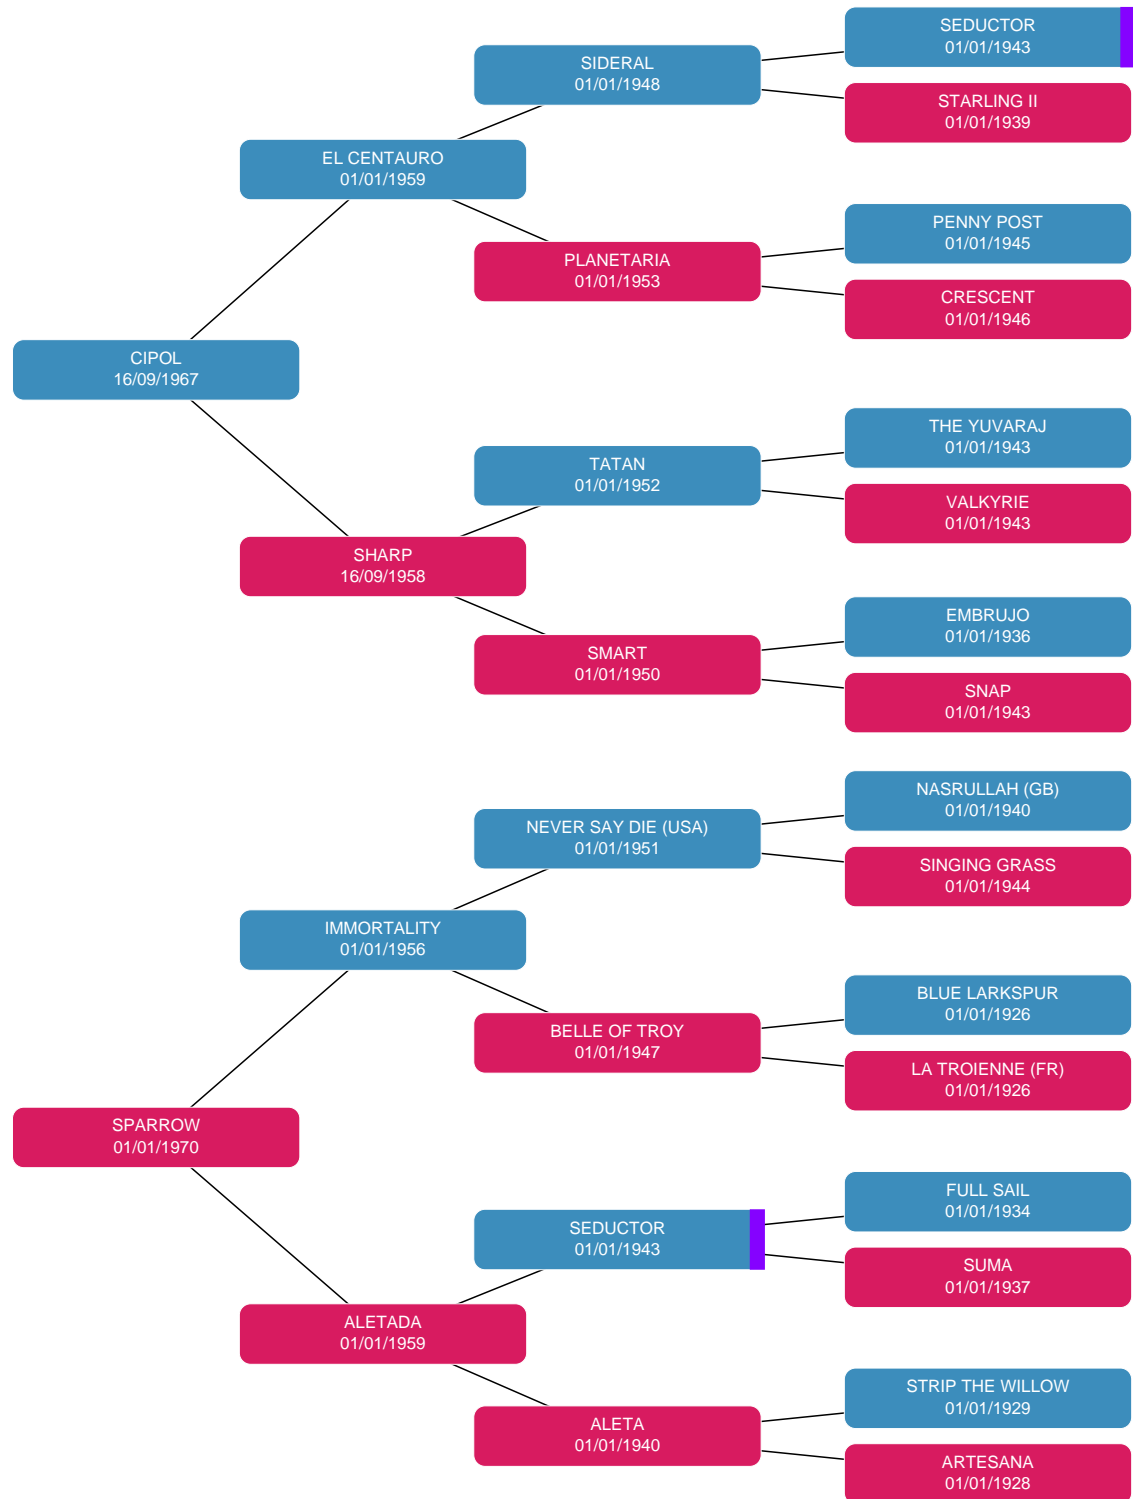 SEDUCTOR
01/01/1943
SIDERAL
01/01/1948
STARLING II
01/01/1939
EL CENTAURO
01/01/1959
PENNY POST
01/01/1945
PLANETARIA
01/01/1953
CRESCENT
01/01/1946
CIPOL
16/09/1967
THE YUVARAJ
01/01/1943
TATAN
01/01/1952
VALKYRIE
01/01/1943
SHARP
16/09/1958
EMBRUJO
01/01/1936
SMART
01/01/1950
SNAP
01/01/1943
NASRULLAH (GB)
01/01/1940
NEVER SAY DIE (USA)
01/01/1951
SINGING GRASS
01/01/1944
IMMORTALITY
01/01/1956
BLUE LARKSPUR
01/01/1926
BELLE OF TROY
01/01/1947
LA TROIENNE (FR)
01/01/1926
SPARROW
01/01/1970
FULL SAIL
01/01/1934
SEDUCTOR
01/01/1943
SUMA
01/01/1937
ALETADA
01/01/1959
STRIP THE WILLOW
01/01/1929
ALETA
01/01/1940
ARTESANA
01/01/1928